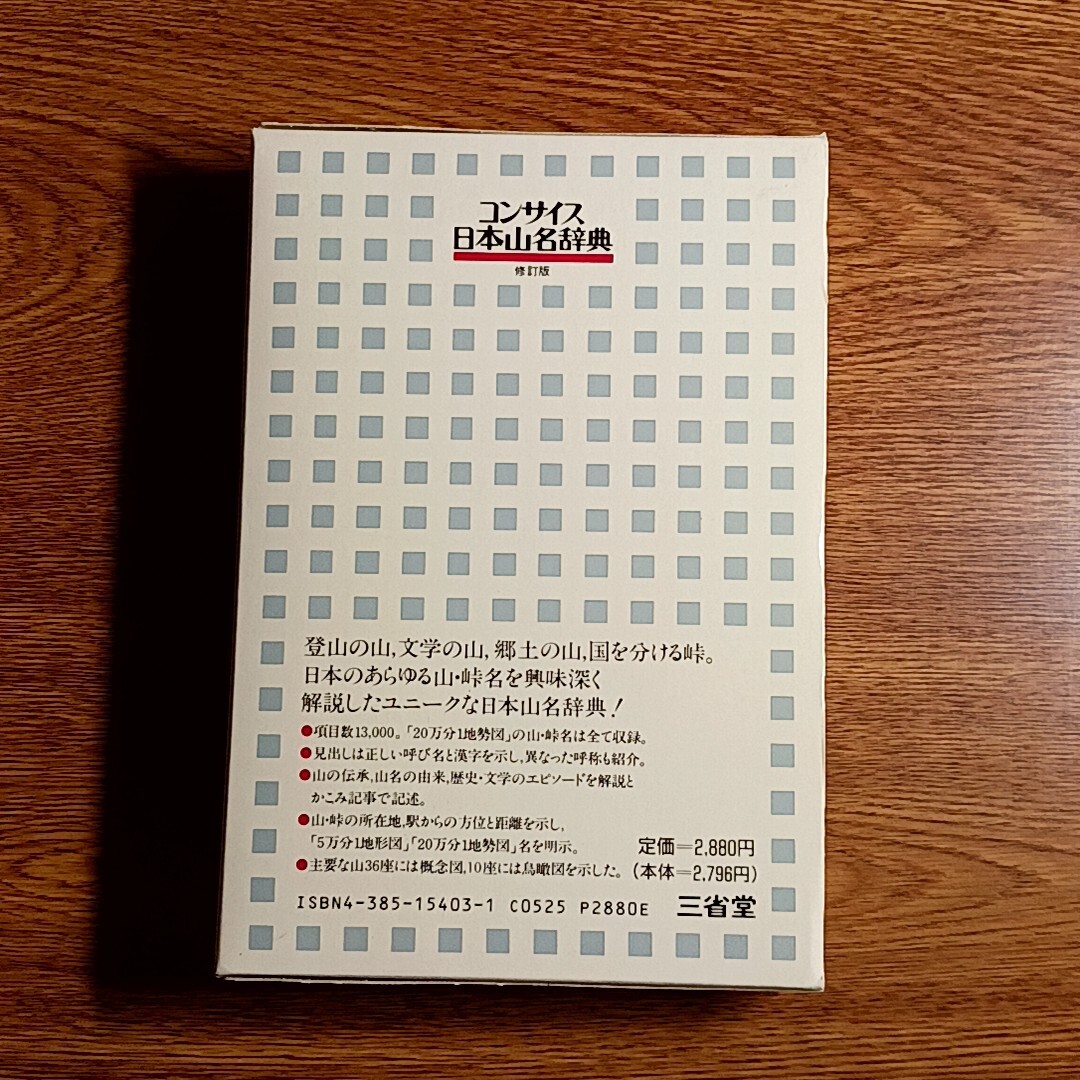 コンサイス
日本山名辞典
修訂版
登山の山,文学の山,郷土の山,国を分ける峠。
日本のあらゆる山・峠名を興味深く
解説したユニークな日本山名辞典!
●項目数13,000。「20万分1地勢図」の山・峠名は全て収録。
●見出しは正しい呼び名と漢字を示し,異なった呼称も紹介。
●山の伝承,山名の由来,歴史・文学のエピソードを解説と
かこみ記事で記述。
●山・峠の所在地,駅からの方位と距離を示し,
「5万分1地形図」「20万分1地勢図」名を明示。
●主要な山36座には概念図,10座には鳥瞰図を示した。
定価=2,880円
(本体=2,796円)
ISBN4-385-15403-1 C0525 P2880E
三省堂